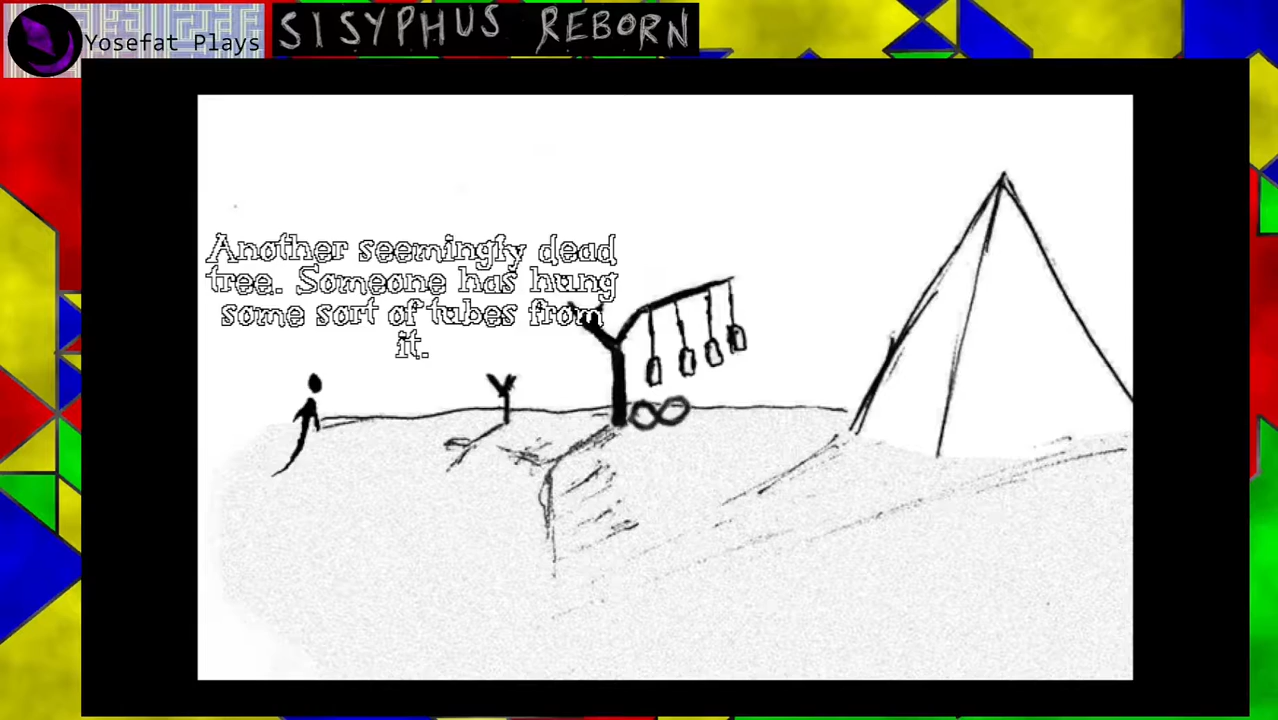 Yosefat Plays
SISYPHUS REBORN
Another seemingly dead
tree. Someone has hung
some sort of tubes from
it.